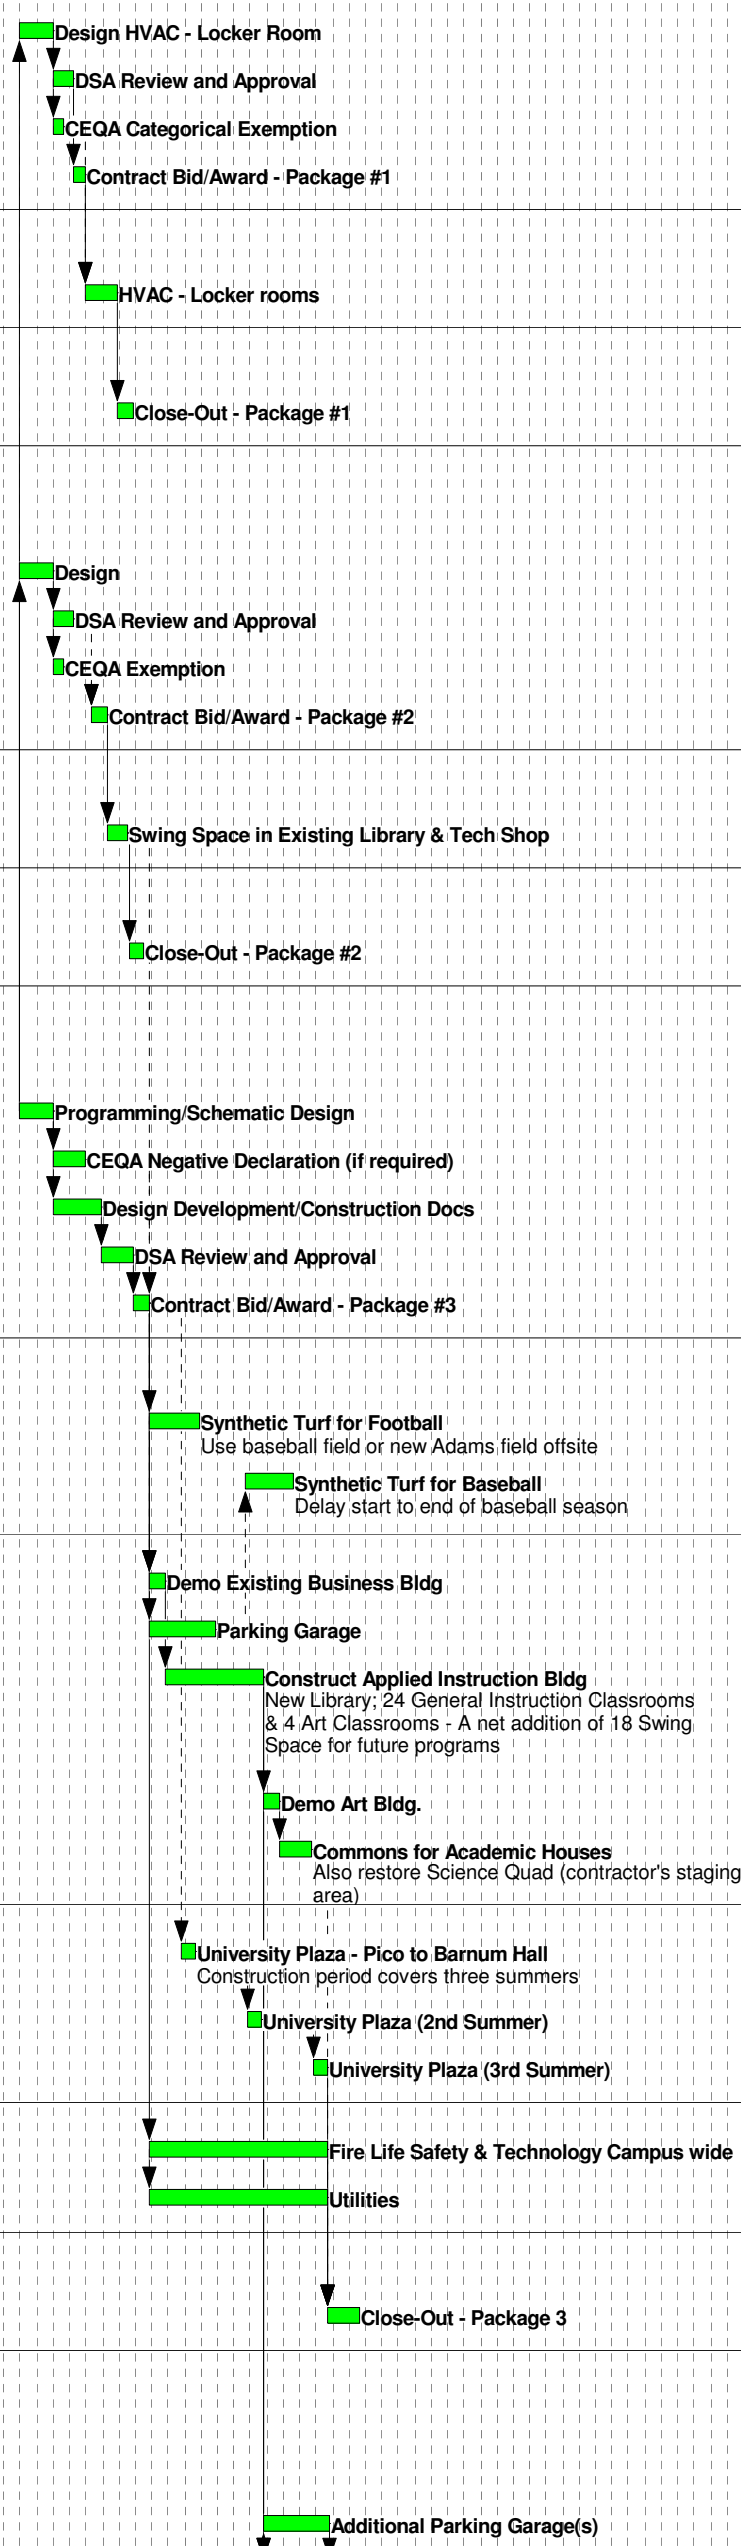 Design HVAC - Locker Room
DSA Review and Approval
CEQA Categorical Exemption
Contract Bid/Award - Package #1
HVAC - Locker rooms
Close-Out - Package #1
Design
DSA Review and Approval
CEQA Exemption
Contract Bid/Award - Package #2
Swing Space in Existing Library & Tech Shop
Close-Out - Package #2
Programming/Schematic Design
CEQA Negative Declaration (if required)
Design Development/Construction Docs
DSA Review and Approval
Contract Bid/Award - Package #3
Synthetic Turf for Football
Use baseball field or new Adams field offsite
Synthetic Turf for Baseball
Delay start to end of baseball season
Demo Existing Business Bldg
Parking Garage
Construct Applied Instruction Bldg
New Library; 24 General Instruction Classrooms
& 4 Art Classrooms - A net addition of 18 Swing
Space for future programs
Demo Art Bldg.
Commons for Academic Houses
Also restore Science Quad (contractor's staging
area)
University Plaza - Pico to Barnum Hall
Construction period covers three summers
University Plaza (2nd Summer)
University Plaza (3rd Summer)
Fire Life Safety & Technology Campus wide
Utilities
Close-Out - Package 3
Additional Parking Garage(s)